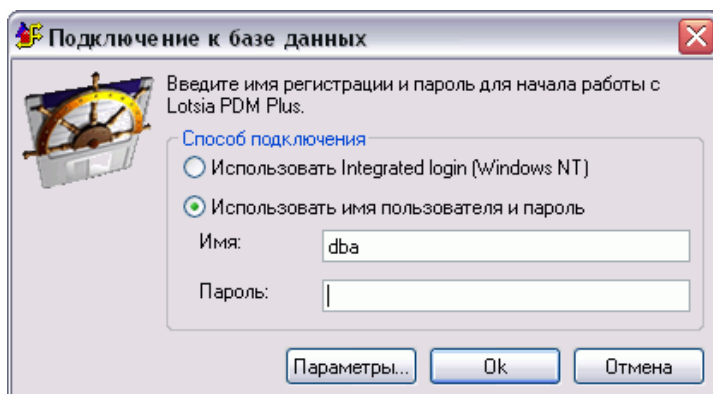 Подключение к базе данных
Введите имя регистрации и пароль для начала работы с
Lotsia PDM Plus.
Способ подключения
Использовать Integrated login (Windows NT)
Использовать имя пользователя и пароль
Имя: dba
Пароль:
Параметры... Ok Отмена